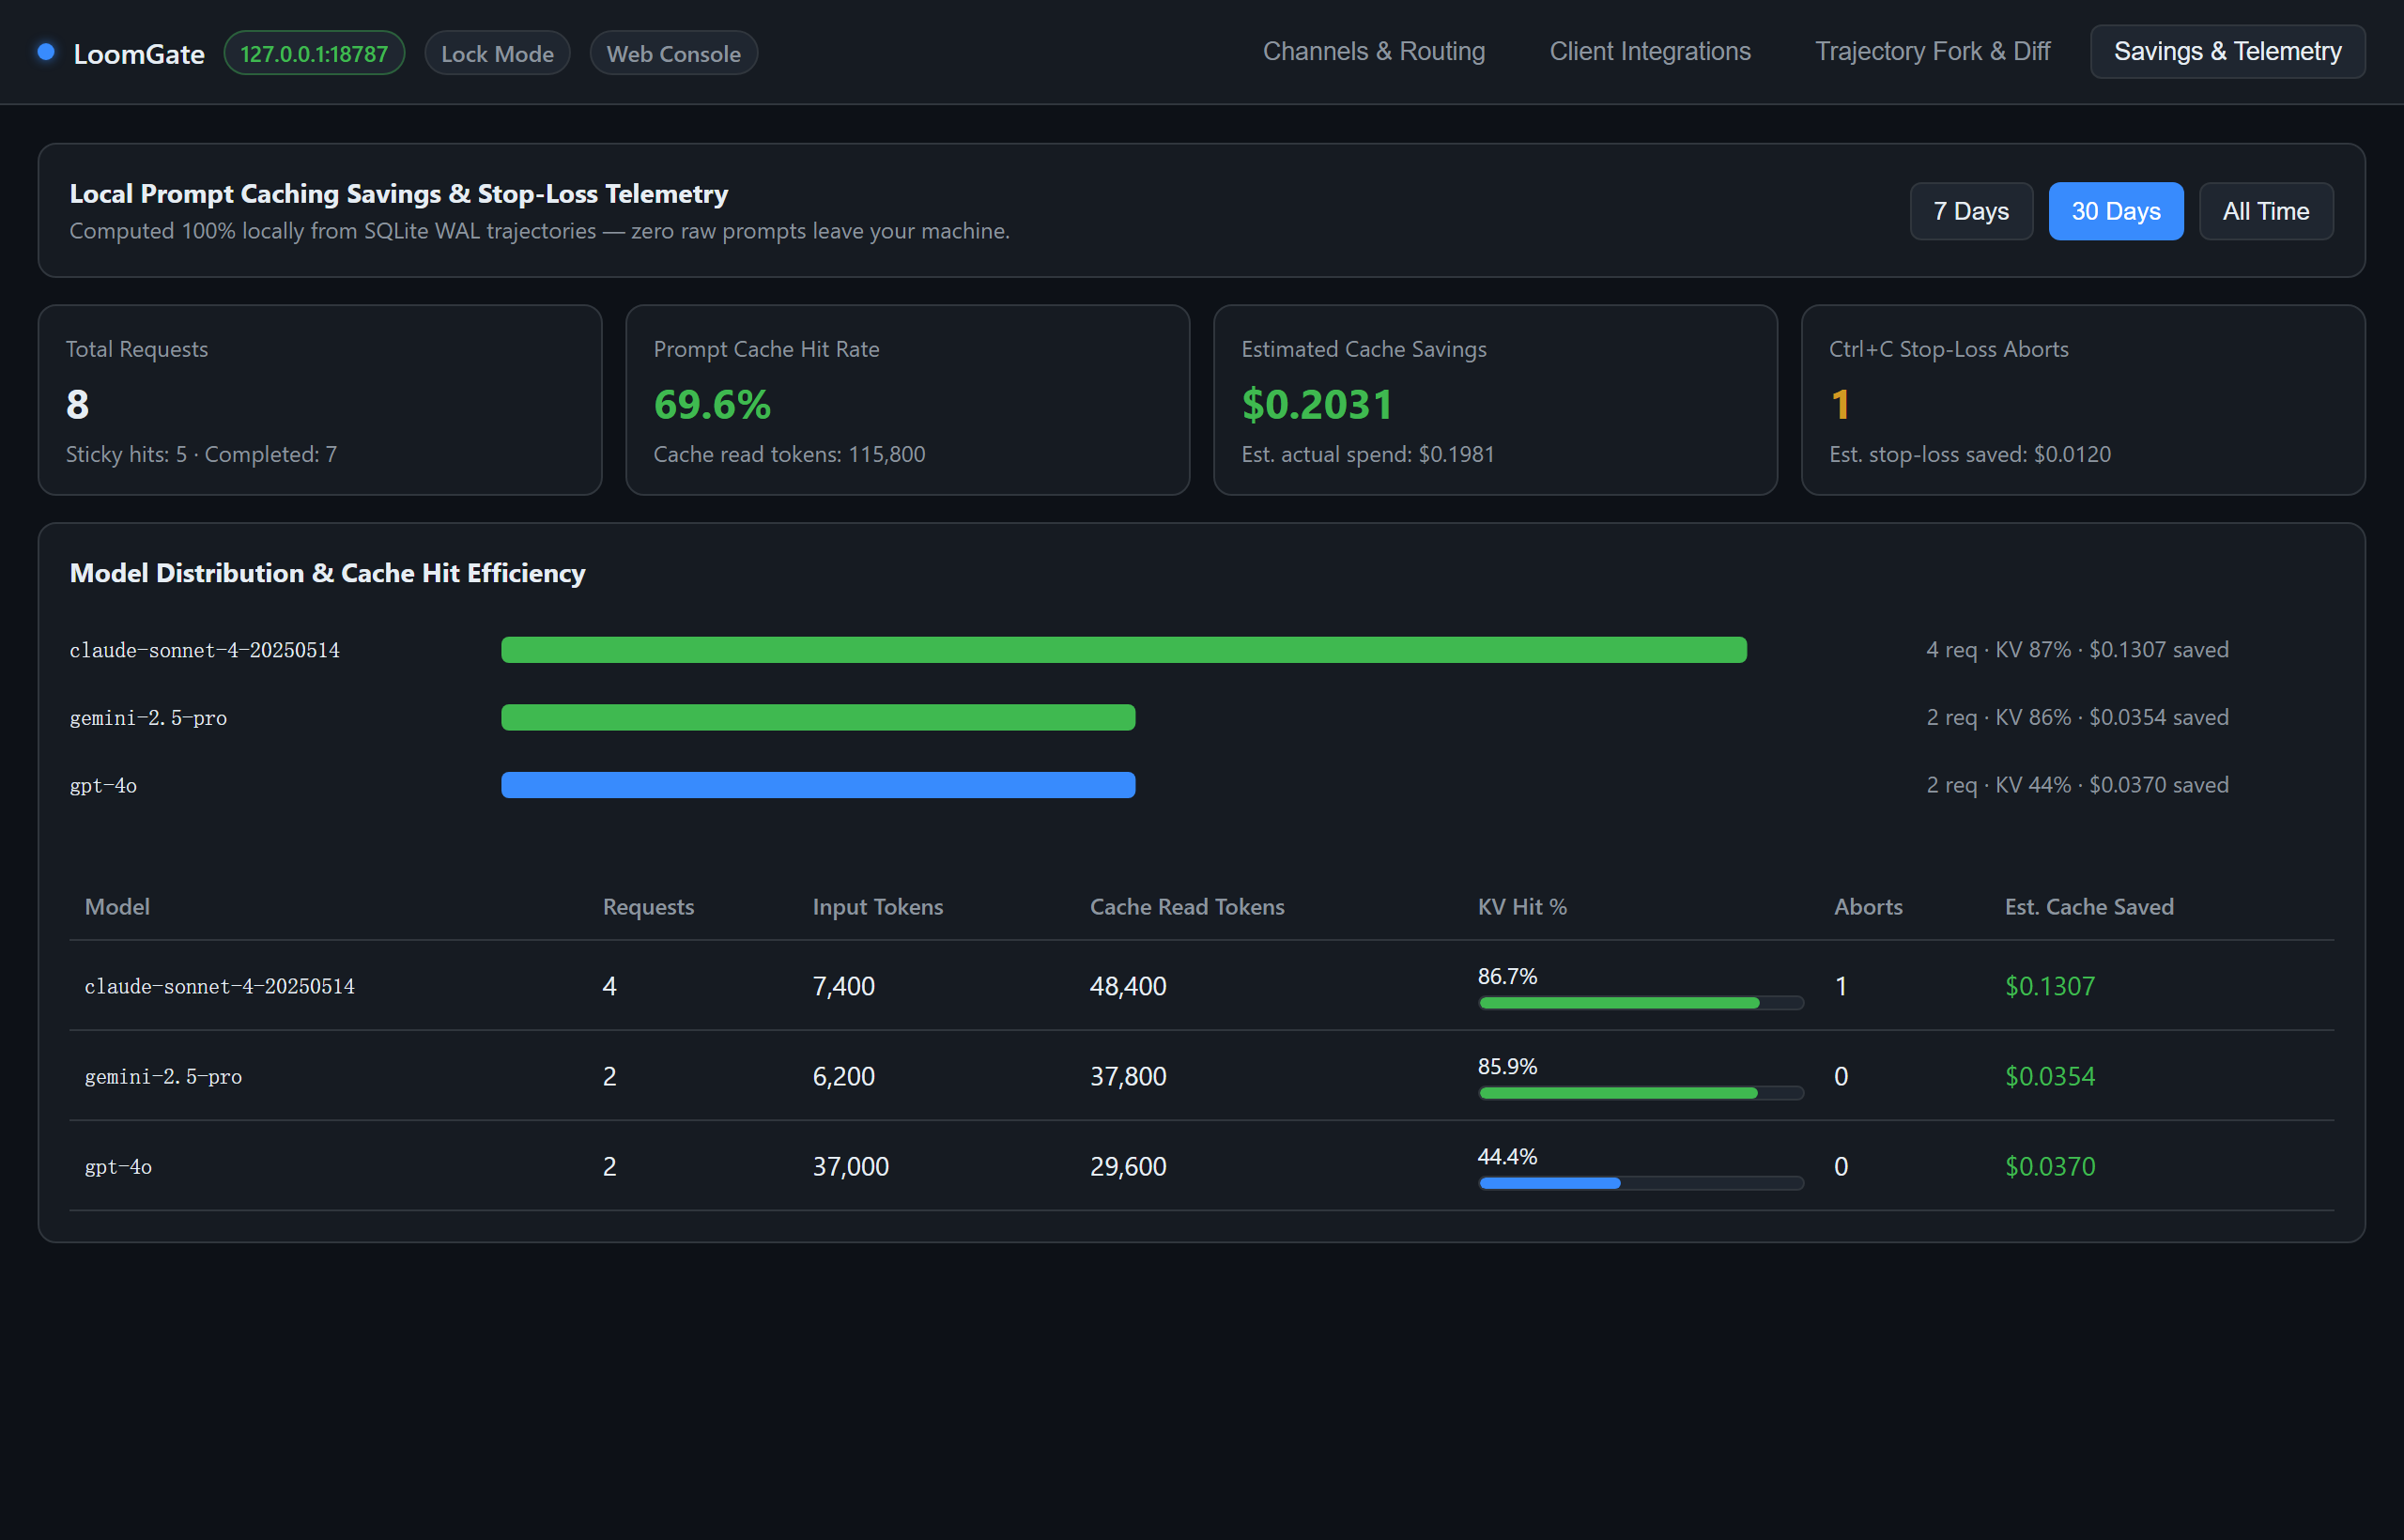 LoomGate 127.0.0.1:18787 Lock Mode Web Console Channels & Routing Client Integrations Trajectory Fork & Diff Savings & Telemetry
Local Prompt Caching Savings & Stop-Loss Telemetry
Computed 100% locally from SQLite WAL trajectories — zero raw prompts leave your machine.
7 Days 30 Days All Time
Total Requests
8
Sticky hits: 5 · Completed: 7
Prompt Cache Hit Rate
69.6%
Cache read tokens: 115,800
Estimated Cache Savings
$0.2031
Est. actual spend: $0.1981
Ctrl+C Stop-Loss Aborts
1
Est. stop-loss saved: $0.0120
Model Distribution & Cache Hit Efficiency
claude-sonnet-4-20250514 4 req · KV 87% · $0.1307 saved
gemini-2.5-pro 2 req · KV 86% · $0.0354 saved
gpt-4o 2 req · KV 44% · $0.0370 saved
Model Requests Input Tokens Cache Read Tokens KV Hit % Aborts Est. Cache Saved
claude-sonnet-4-20250514 4 7,400 48,400 86.7% 1 $0.1307
gemini-2.5-pro 2 6,200 37,800 85.9% 0 $0.0354
gpt-4o 2 37,000 29,600 44.4% 0 $0.0370